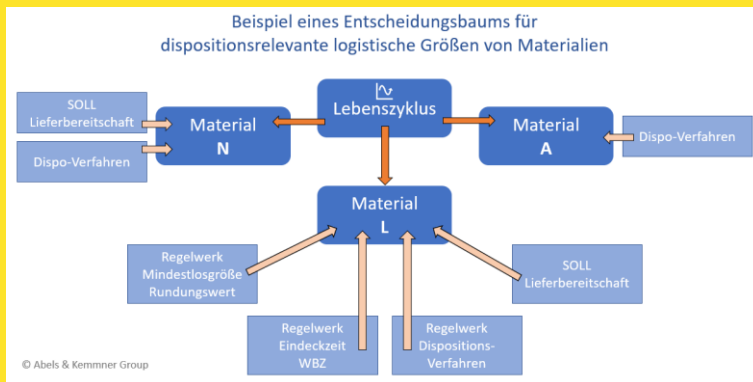 Beispiel eines Entscheidungsbaums für
dispositionsrelevante logistische Größen von Materialien
SOLL
Lieferbereitschaft
Dispo-Verfahren
Material
N
Lebenszyklus
Material
A
Dispo-Verfahren
Material
L
Regelwerk
Mindestlosgröße
Rundungswert
SOLL
Lieferbereitschaft
Regelwerk
Eindeckzeit
WBZ
Regelwerk
Dispositions-
Verfahren
© Abels & Kemmner Group